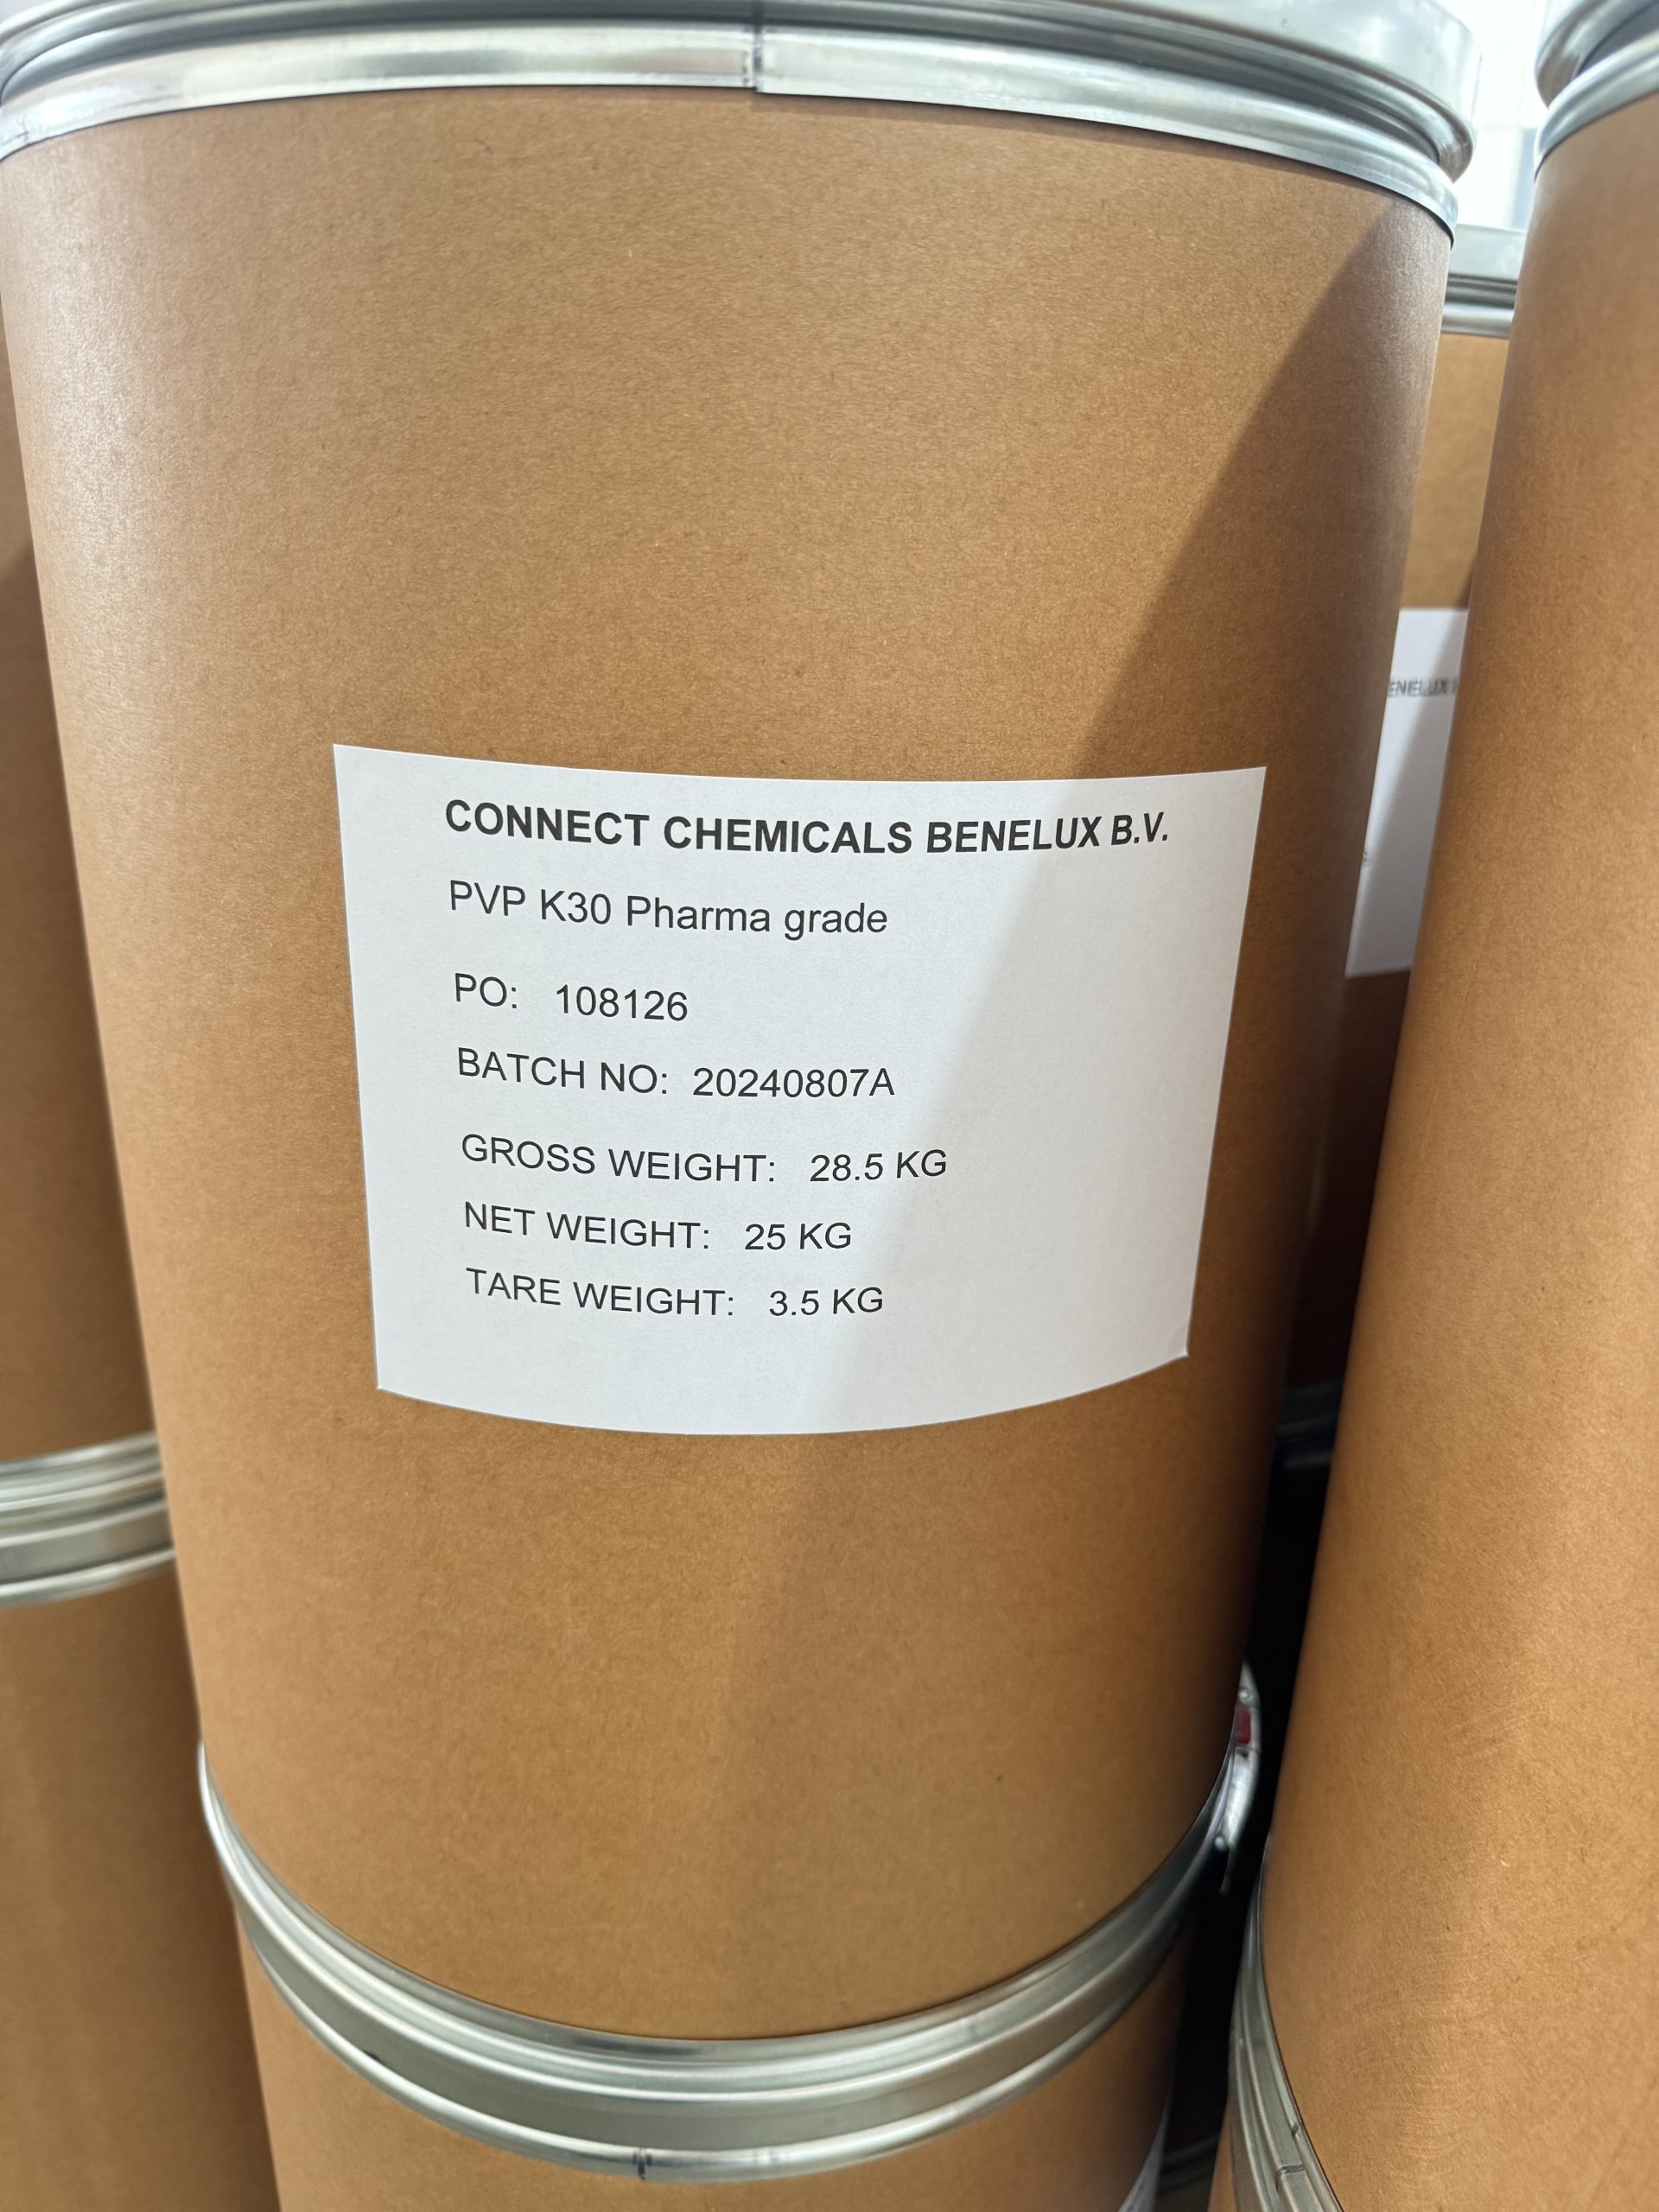 CONNECT CHEMICALS BENELUX B.V.
PVP K30 Pharma grade
PO: 108126
BATCH NO: 20240807A
GROSS WEIGHT: 28.5 KG
NET WEIGHT: 25 KG
TARE WEIGHT: 3.5 KG